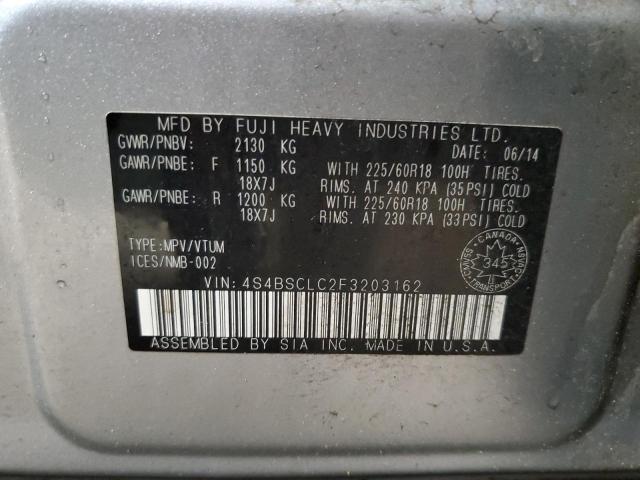 MFD BY FUJI HEAVY INDUSTRIES LTD.
GVWR/PNBV: 2130 KG DATE: 06/14
GAWR/PNBE: F 1150 KG WITH 225/60R18 100H TIRES.
18X7J RIMS. AT 240 KPA (35PSI) COLD
GAWR/PNBE: R 1200 KG WITH 225/60R18 100H TIRES.
18X7J RIMS. AT 230 KPA (33PSI) COLD
TYPE:MPV/VTUM
ICES/NMB-002
CANADA
345
TRANSPORT
VIN: 4S4BSCLC2F3203162
ASSEMBLED BY SIA INC. MADE IN U.S.A.